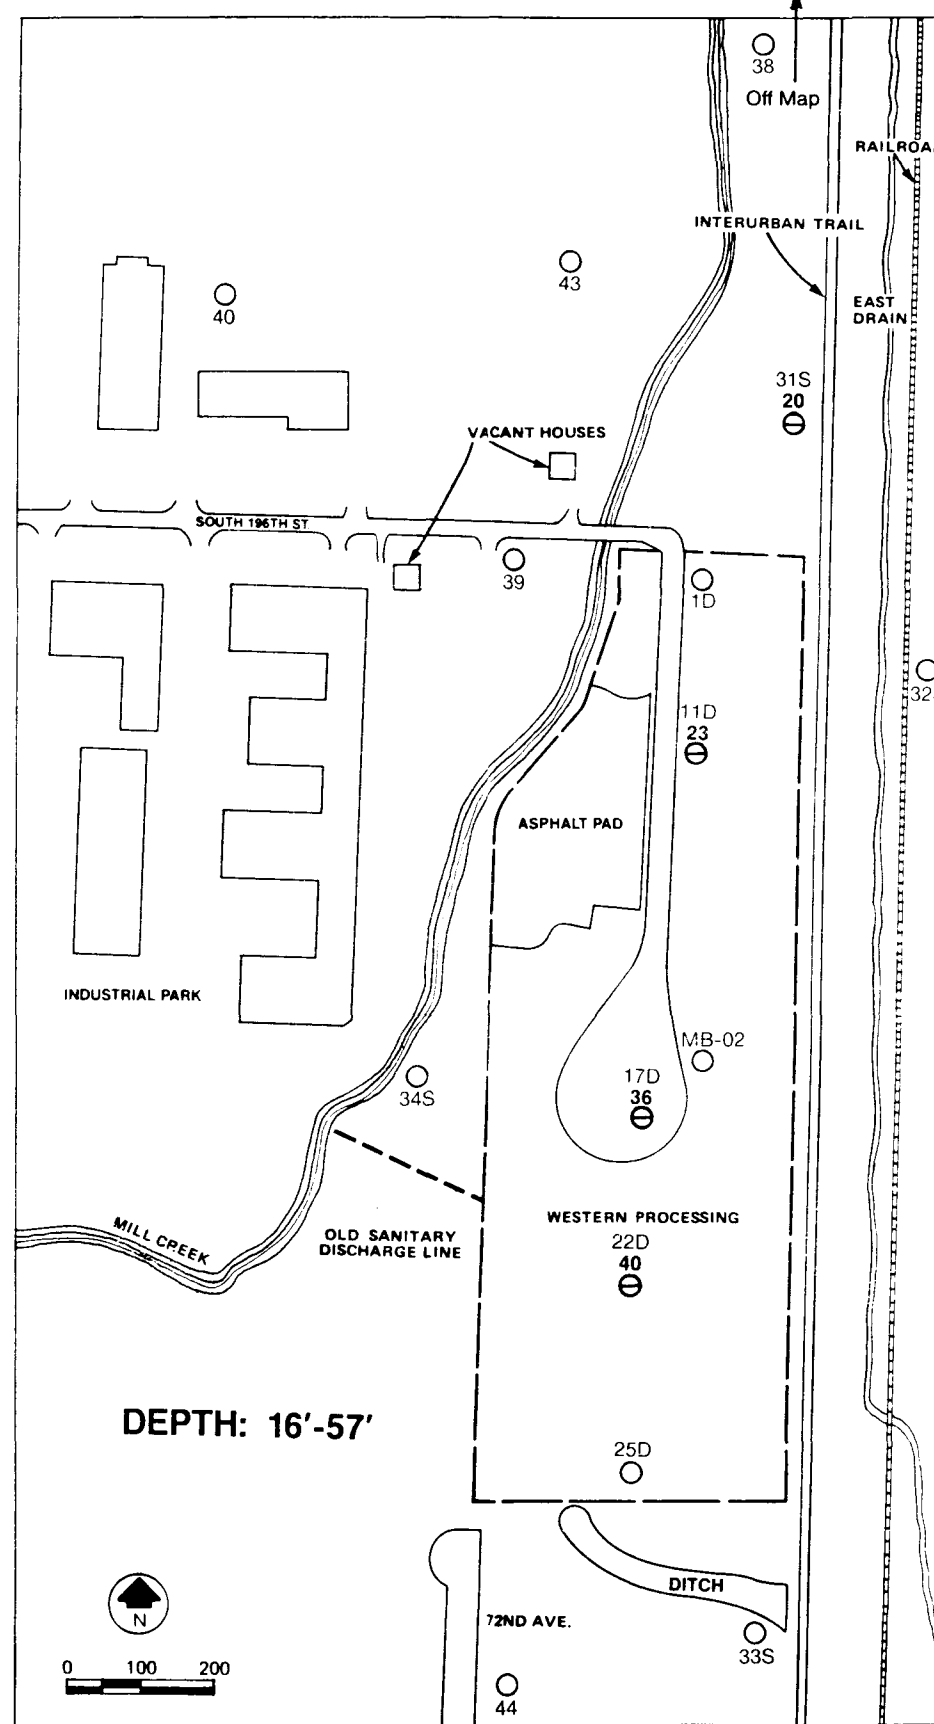 38
Off Map
RAILROA
INTERURBAN TRAIL
43
40
EAST
DRAIN
31S
20
VACANT HOUSES
SOUTH 196TH ST
39
1D
32
11D
23
ASPHALT PAD
INDUSTRIAL PARK
MB-02
17D
36
34S
MILL CREEK
OLD SANITARY
DISCHARGE LINE
WESTERN PROCESSING
22D
40
DEPTH: 16'-57'
25D
DITCH
N
72ND AVE.
33S
0 100 200
44